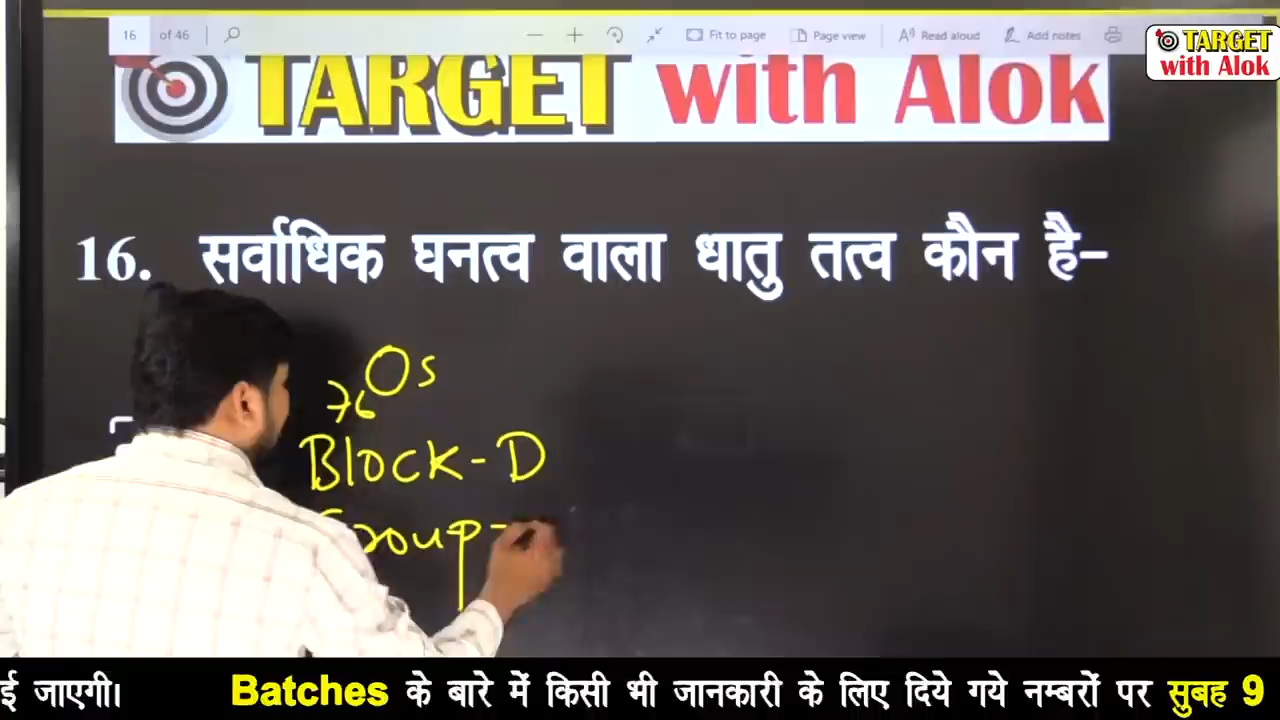 16 of 46 Fit to page Page view Read aloud Add notes
TARGET
with Alok
TARGET with Alok
16. सर्वाधिक घनत्व वाला धातु तत्व कौन है-
76Os
Block-D
Group-
ई जाएगी। Batches के बारे में किसी भी जानकारी के लिए दिये गये नम्बरों पर सुबह 9